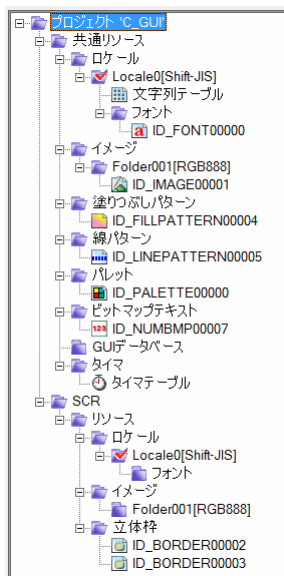 プロジェクト 'C_GUI'
共通リソース
ロケール
Locale0[Shift-JIS]
文字列テーブル
フォント
ID_FONT00000
イメージ
Folder001[RGB888]
ID_IMAGE00001
塗りつぶしパターン
ID_FILLPATTERN00004
線パターン
ID_LINEPATTERN00005
パレット
ID_PALETTE00000
ビットマップテキスト
ID_NUMBMP00007
GUIデータベース
タイマ
タイマテーブル
SCR
リソース
ロケール
Locale0[Shift-JIS]
フォント
イメージ
Folder001[RGB888]
立体枠
ID_BORDER00002
ID_BORDER00003